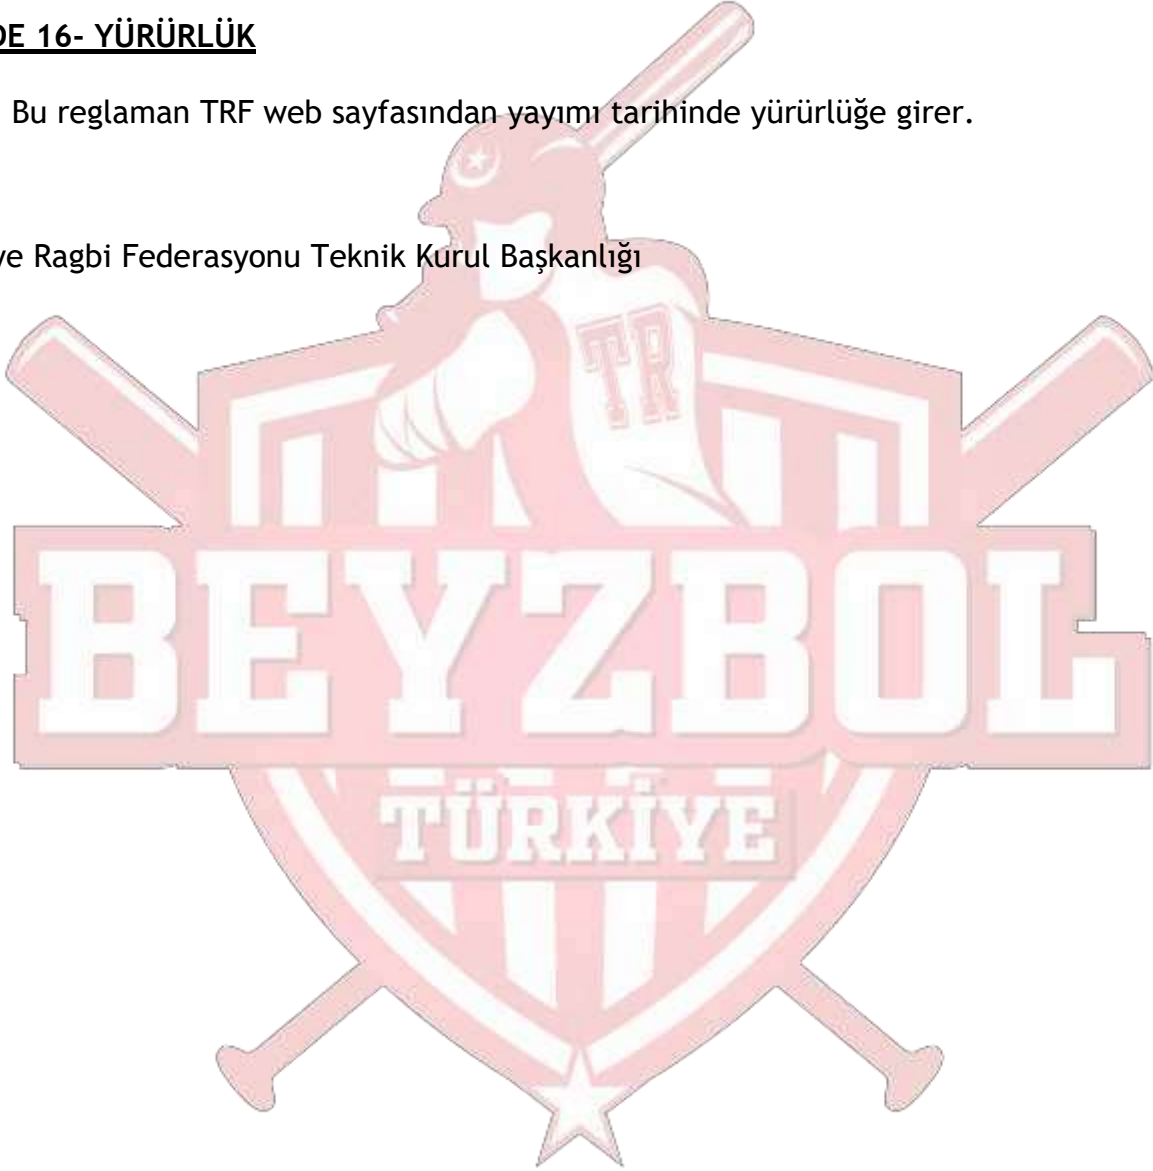 DE 16- YÜRÜRLÜK
Bu reglaman TRF web sayfasından yayımı tarihinde yürürlüğe girer.
ye Ragbi Federasyonu Teknik Kurul Başkanlığı
TR
BEYZBOL
TÜRKİYE